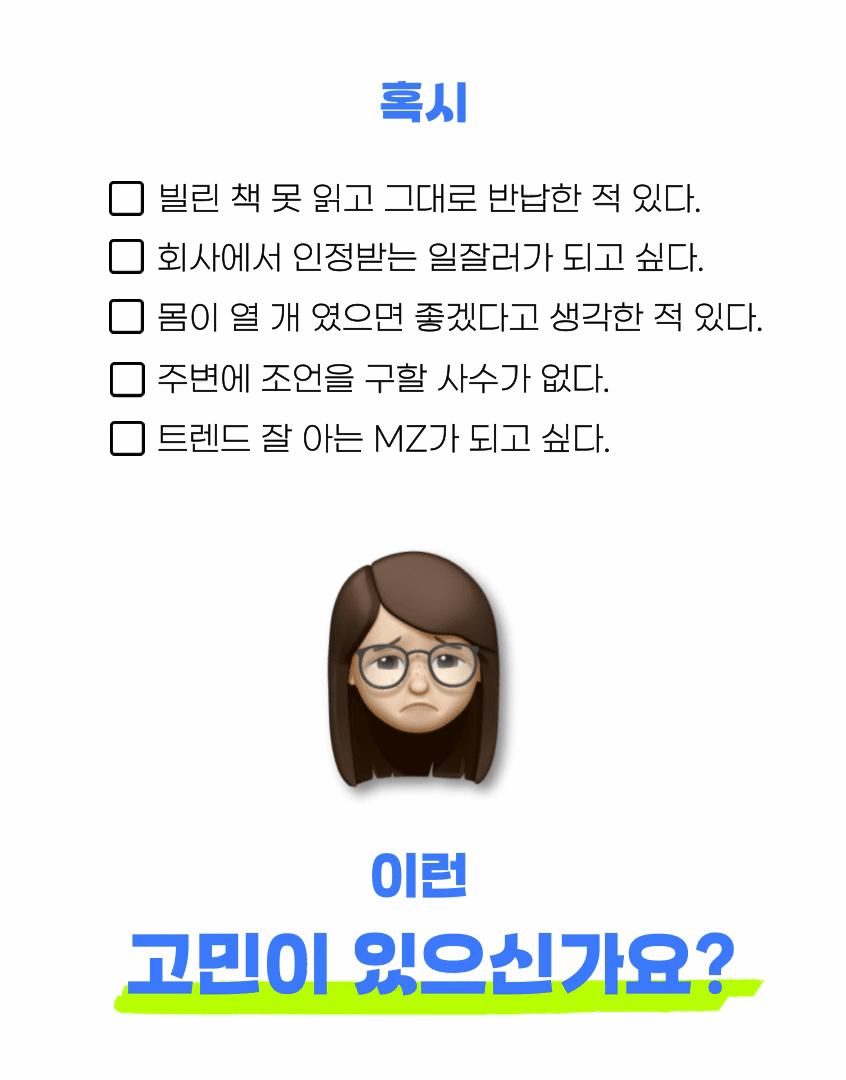 혹시
빌린 책 못 읽고 그대로 반납한 적 있다.
회사에서 인정받는 일잘러가 되고 싶다.
몸이 열 개 였으면 좋겠다고 생각한 적 있다.
주변에 조언을 구할 사수가 없다.
트렌드 잘 아는 MZ가 되고 싶다.
이런
고민이 있으신가요?